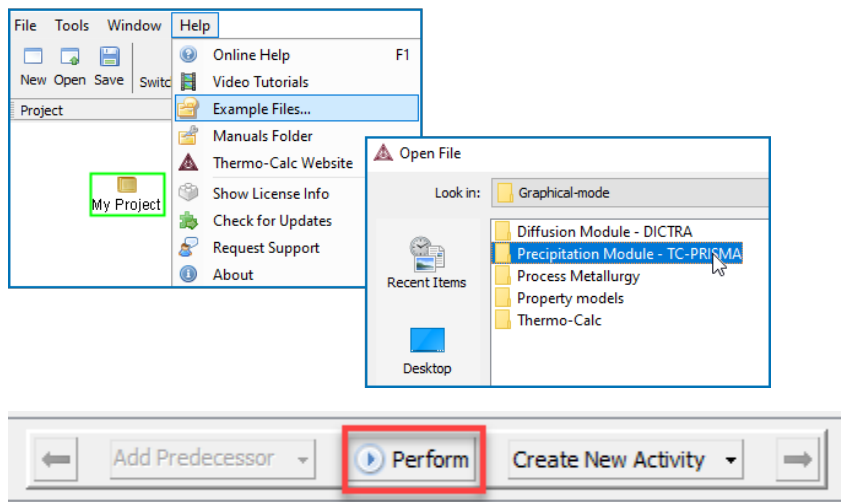 File Tools Window Help
New Open Save Switc
Project
My Project
Online Help F1
Video Tutorials
Example Files...
Manuals Folder
Thermo-Calc Website
Show License Info
Check for Updates
Request Support
About
Open File
Look in: Graphical-mode
Recent Items
Desktop
Diffusion Module - DICTRA
Precipitation Module - TC-PRISMA
Process Metallurgy
Property models
Thermo-Calc
Add Predecessor Perform Create New Activity